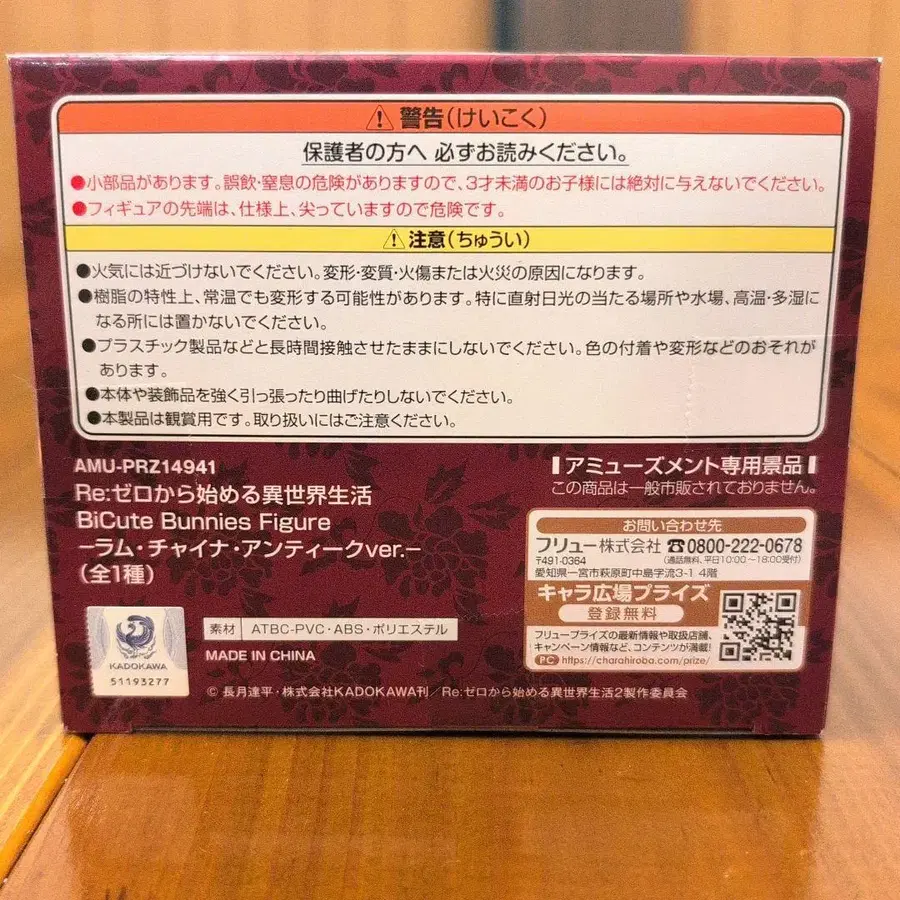 警告(けいこく)
保護者の方へ 必ずお読みください。
●小部品があります。誤飲・窒息の危険がありますので、3才未満のお子様には絶対に与えないでください。
●フィギュアの先端は、仕様上、尖っていますので危険です。
注意(ちゅうい)
●火気には近づけないでください。変形・変質・火傷または火災の原因になります。
●樹脂の特性上、常温でも変形する可能性があります。特に直射日光の当たる場所や水場、高温・多湿に
なる所には置かないでください。
●プラスチック製品などと長時間接触させたままにしないでください。色の付着や変形などのおそれが
あります。
●本体や装飾品を強く引っ張ったり曲げたりしないでください。
●本製品は観賞用です。取り扱いにはご注意ください。
AMU-PRZ14941
Re:ゼロから始める異世界生活
BiCute Bunnies Figure
−ラム・チャイナ・アンティークver.−
(全1種)
アミューズメント専用景品
この商品は一般市販されておりません。
お問い合わせ先
フリュー株式会社 ☎0800-222-0678
〒491-0364 (通話無料、平日10:00〜18:00受付)
愛知県一宮市萩原町中島字流3-1 4階
キャラ広場プライズ
登録無料
フリュープライズの最新情報や取扱店舗、
キャンペーン情報など、コンテンツが満載!
PC https://charahiroba.com/prize/
KADOKAWA
51193277
素材 ATBC-PVC・ABS・ポリエステル
MADE IN CHINA
© 長月達平・株式会社KADOKAWA刊/Re:ゼロから始める異世界生活2製作委員会